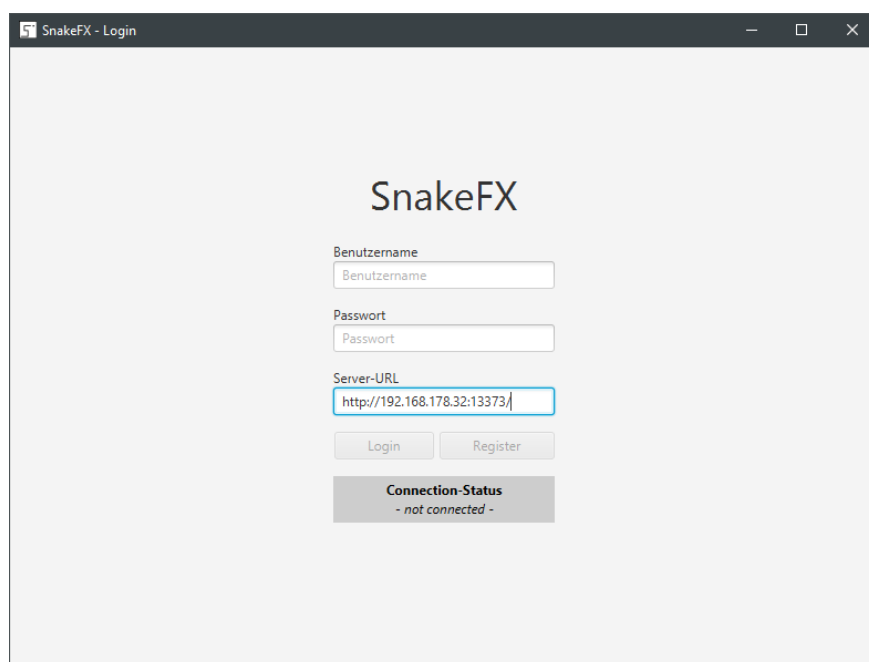 SnakeFX - Login
SnakeFX
Benutzername
Benutzername
Passwort
Passwort
Server-URL
http://192.168.178.32:13373/
Login Register
Connection-Status
- not connected -